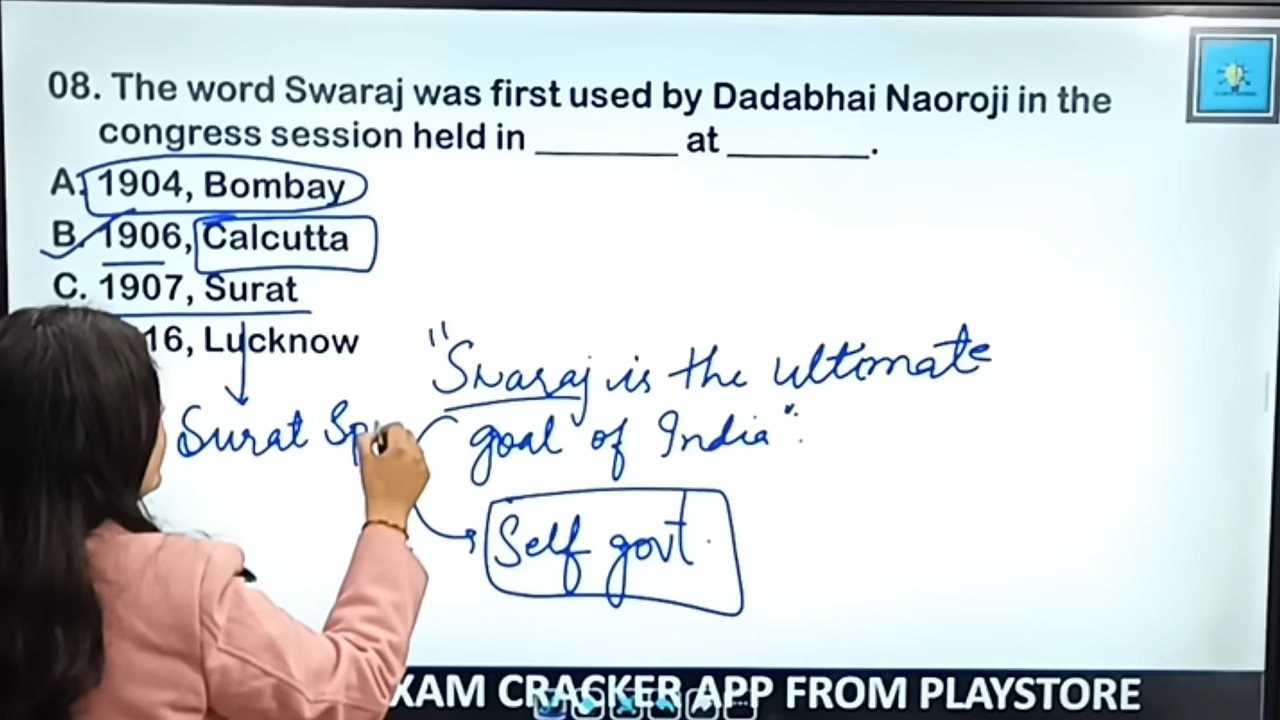 08. The word Swaraj was first used by Dadabhai Naoroji in the
congress session held in ________ at ________.
A. 1904, Bombay
B. 1906, Calcutta
C. 1907, Surat
16, Lucknow
"Swaraj is the ultimate
goal of India".
Surat Sp
Self govt.
XAM CRACKER APP FROM PLAYSTORE